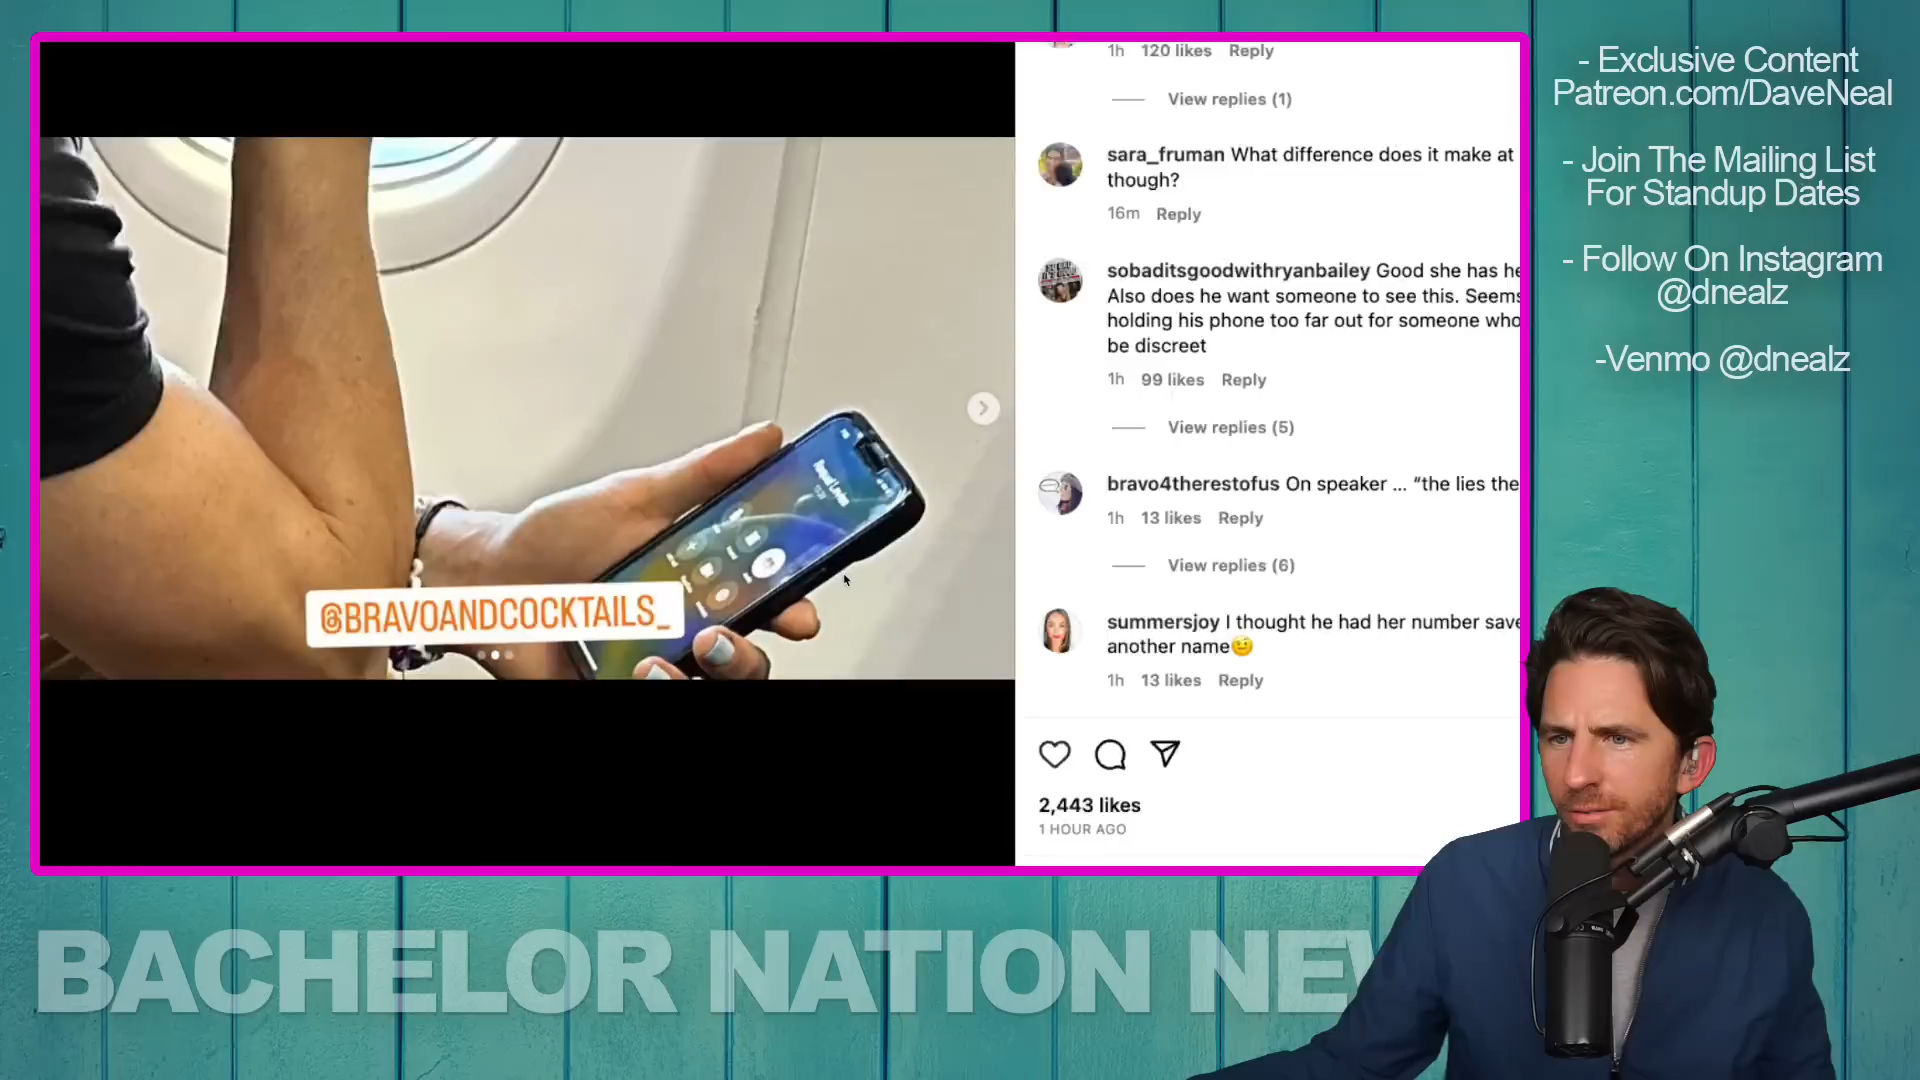 1h 120 likes Reply
View replies (1)
sara_fruman What difference does it make at
though?
16m Reply
sobaditsgoodwithryanbailey Good she has he
Also does he want someone to see this. Seems
holding his phone too far out for someone who
be discreet
1h 99 likes Reply
View replies (5)
bravo4therestofus On speaker ... “the lies the
1h 13 likes Reply
View replies (6)
summersjoy I thought he had her number save
another name😉
1h 13 likes Reply
2,443 likes
1 HOUR AGO
@BRAVOANDCOCKTAILS_
- Exclusive Content
Patreon.com/DaveNeal
- Join The Mailing List
For Standup Dates
- Follow On Instagram
@dnealz
-Venmo @dnealz
BACHELOR NATION NEW